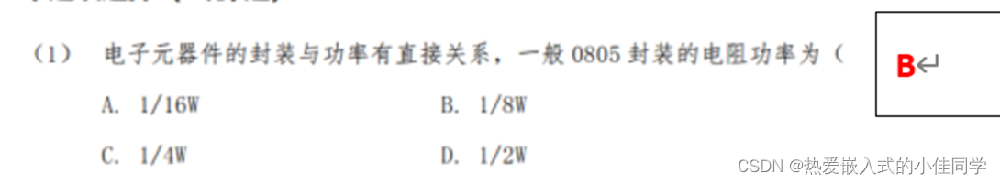 （1） 电子元器件的封装与功率有直接关系，一般 0805 封装的电阻功率为（
B↵
A. 1/16W B. 1/8W
C. 1/4W D. 1/2W
CSDN @热爱嵌入式的小佳同学